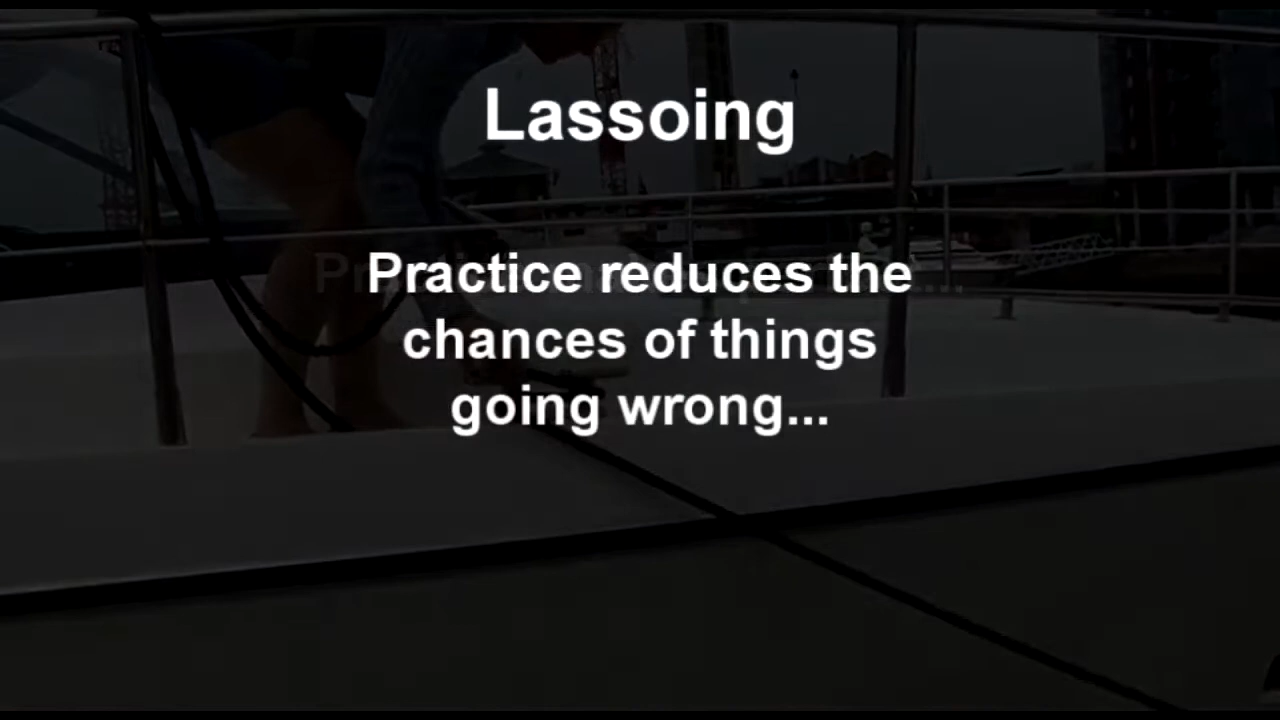 Lassoing
Practice reduces the
chances of things
going wrong...